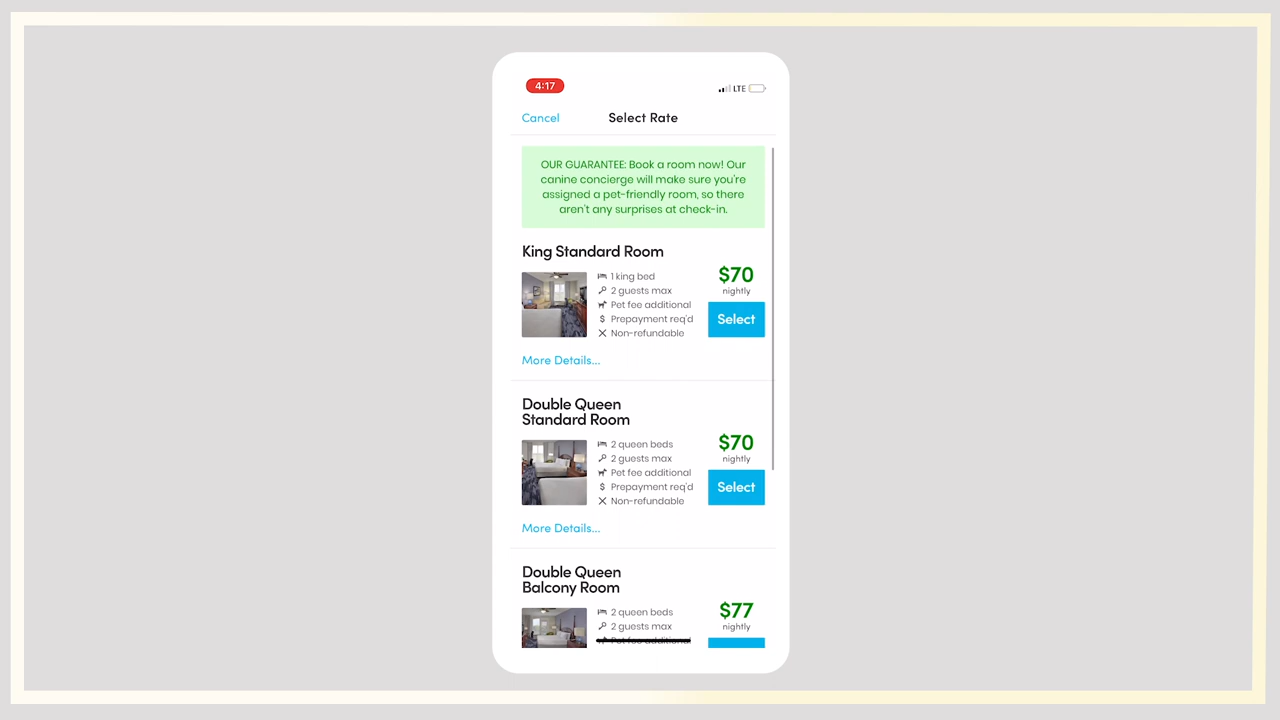 4:17
LTE
Cancel
Select Rate
OUR GUARANTEE: Book a room now! Our
canine concierge will make sure you're
assigned a pet-friendly room, so there
aren't any surprises at check-in.
King Standard Room
1 king bed
2 guests max
Pet fee additional
$ Prepayment req'd
Non-refundable
$70
nightly
Select
More Details...
Double Queen
Standard Room
2 queen beds
2 guests max
Pet fee additional
$ Prepayment req'd
Non-refundable
$70
nightly
Select
More Details...
Double Queen
Balcony Room
2 queen beds
2 guests max
Pet fee additional
$77
nightly